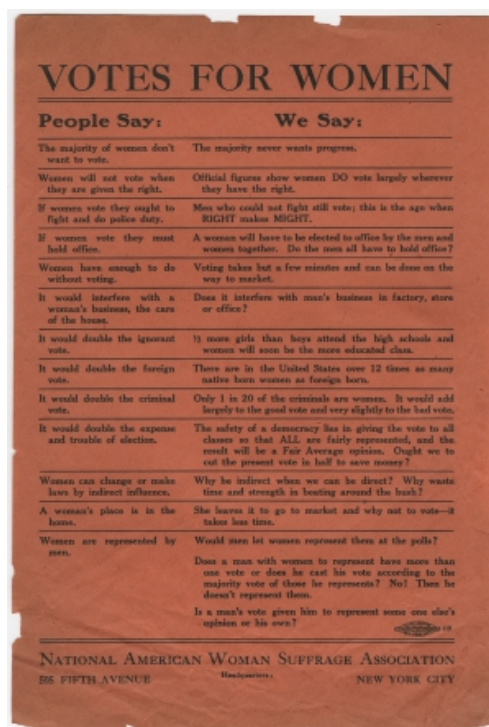 VOTES FOR WOMEN
People Say: We Say:
The majority of women don't The majority never wants progress.
want to vote.
Women will not vote when Official figures show women DO vote largely wherever
they are given the right. they have the right.
If women vote they ought to Men who could not fight still vote; this is the age when
fight and do police duty. RIGHT makes MIGHT.
If women vote they must A woman will have to be elected to office by the men and
hold office. women together. Do the men all have to hold office?
Women have enough to do Voting takes but a few minutes and can be done on the
without voting. way to market.
It would interfere with a Does it interfere with man's business in factory, store
woman's business, the care or office?
of the house.
It would double the ignorant ⅓ more girls than boys attend the high schools and
vote. women will soon be the more educated class.
It would double the foreign There are in the United States over 12 times as many
vote. native born women as foreign born.
It would double the criminal Only 1 in 20 of the criminals are women. It would add
vote. largely to the good vote and very slightly to the bad vote.
It would double the expense The safety of a democracy lies in giving the vote to all
and trouble of election. classes so that ALL are fairly represented, and the
result will be a Fair Average opinion. Ought we to
cut the present vote in half to save money?
Women can change or make Why be indirect when we can be direct? Why waste
laws by indirect influence. time and strength in beating around the bush?
A woman's place is in the She leaves it to go to market and why not to vote—it
home. takes less time.
Women are represented by Would men let women represent them at the polls?
men.
Does a man with women to represent have more than
one vote or does he cast his vote according to the
majority vote of those he represents? No! Then he
doesn't represent them.
Is a man's vote given him to represent some one else's
opinion or his own?
NATIONAL AMERICAN WOMAN SUFFRAGE ASSOCIATION
Headquarters:
505 FIFTH AVENUE NEW YORK CITY